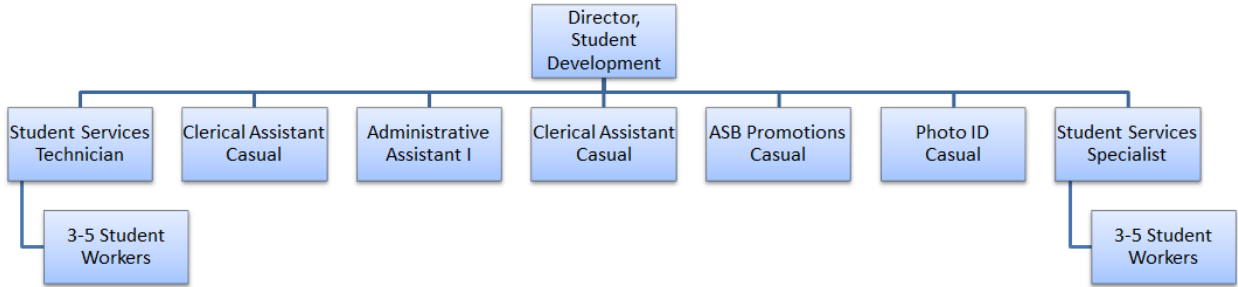 Director,
Student
Development
Student Services
Technician
Clerical Assistant
Casual
Administrative
Assistant I
Clerical Assistant
Casual
ASB Promotions
Casual
Photo ID
Casual
Student Services
Specialist
3-5 Student
Workers
3-5 Student
Workers